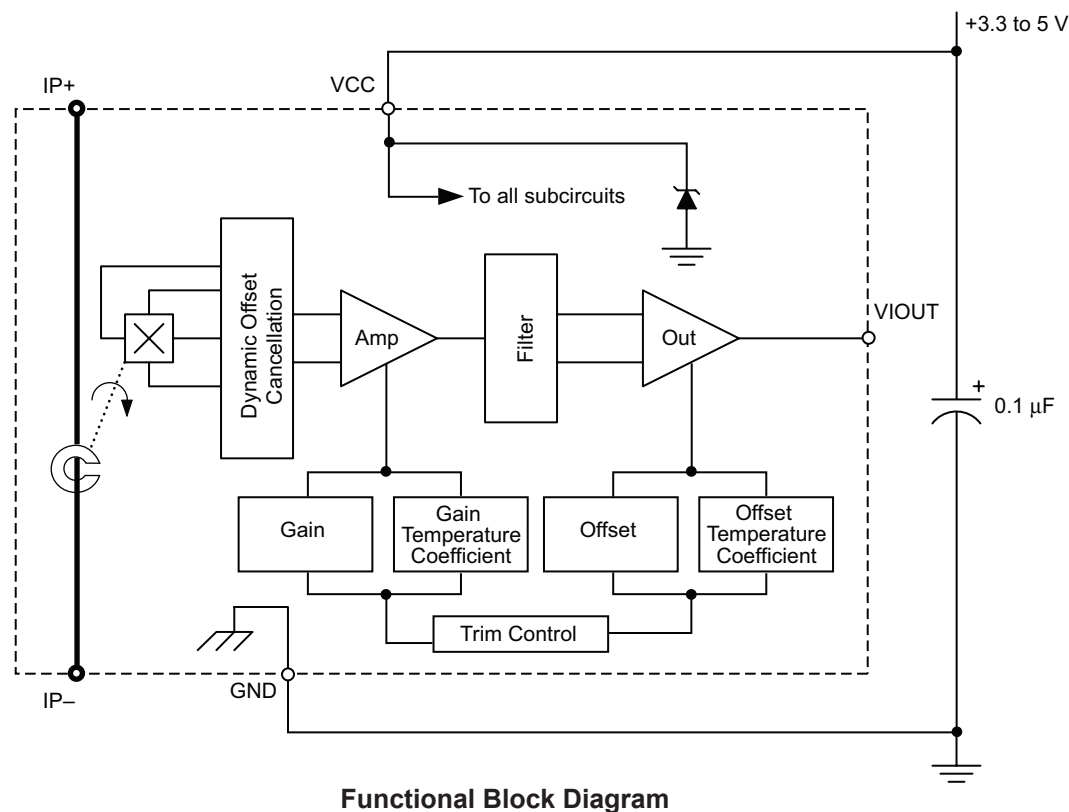 +3.3 to 5 V
IP+
VCC
To all subcircuits
Dynamic Offset
Cancellation
Amp
Filter
Out
VIOUT
+
0.1 μF
Gain
Gain
Temperature
Coefficient
Offset
Offset
Temperature
Coefficient
Trim Control
IP–
GND
Functional Block Diagram